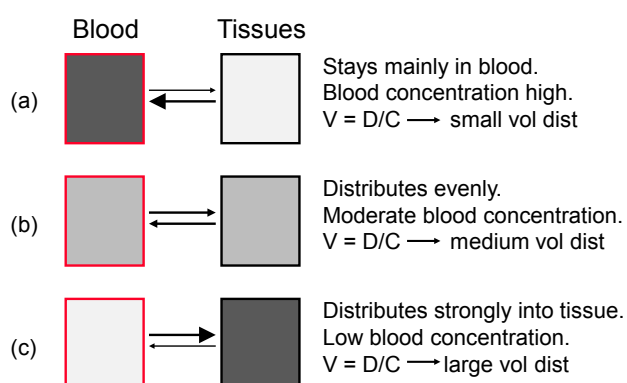 Blood Tissues
(a)
Stays mainly in blood.
Blood concentration high.
V = D/C → small vol dist
(b)
Distributes evenly.
Moderate blood concentration.
V = D/C → medium vol dist
(c)
Distributes strongly into tissue.
Low blood concentration.
V = D/C → large vol dist